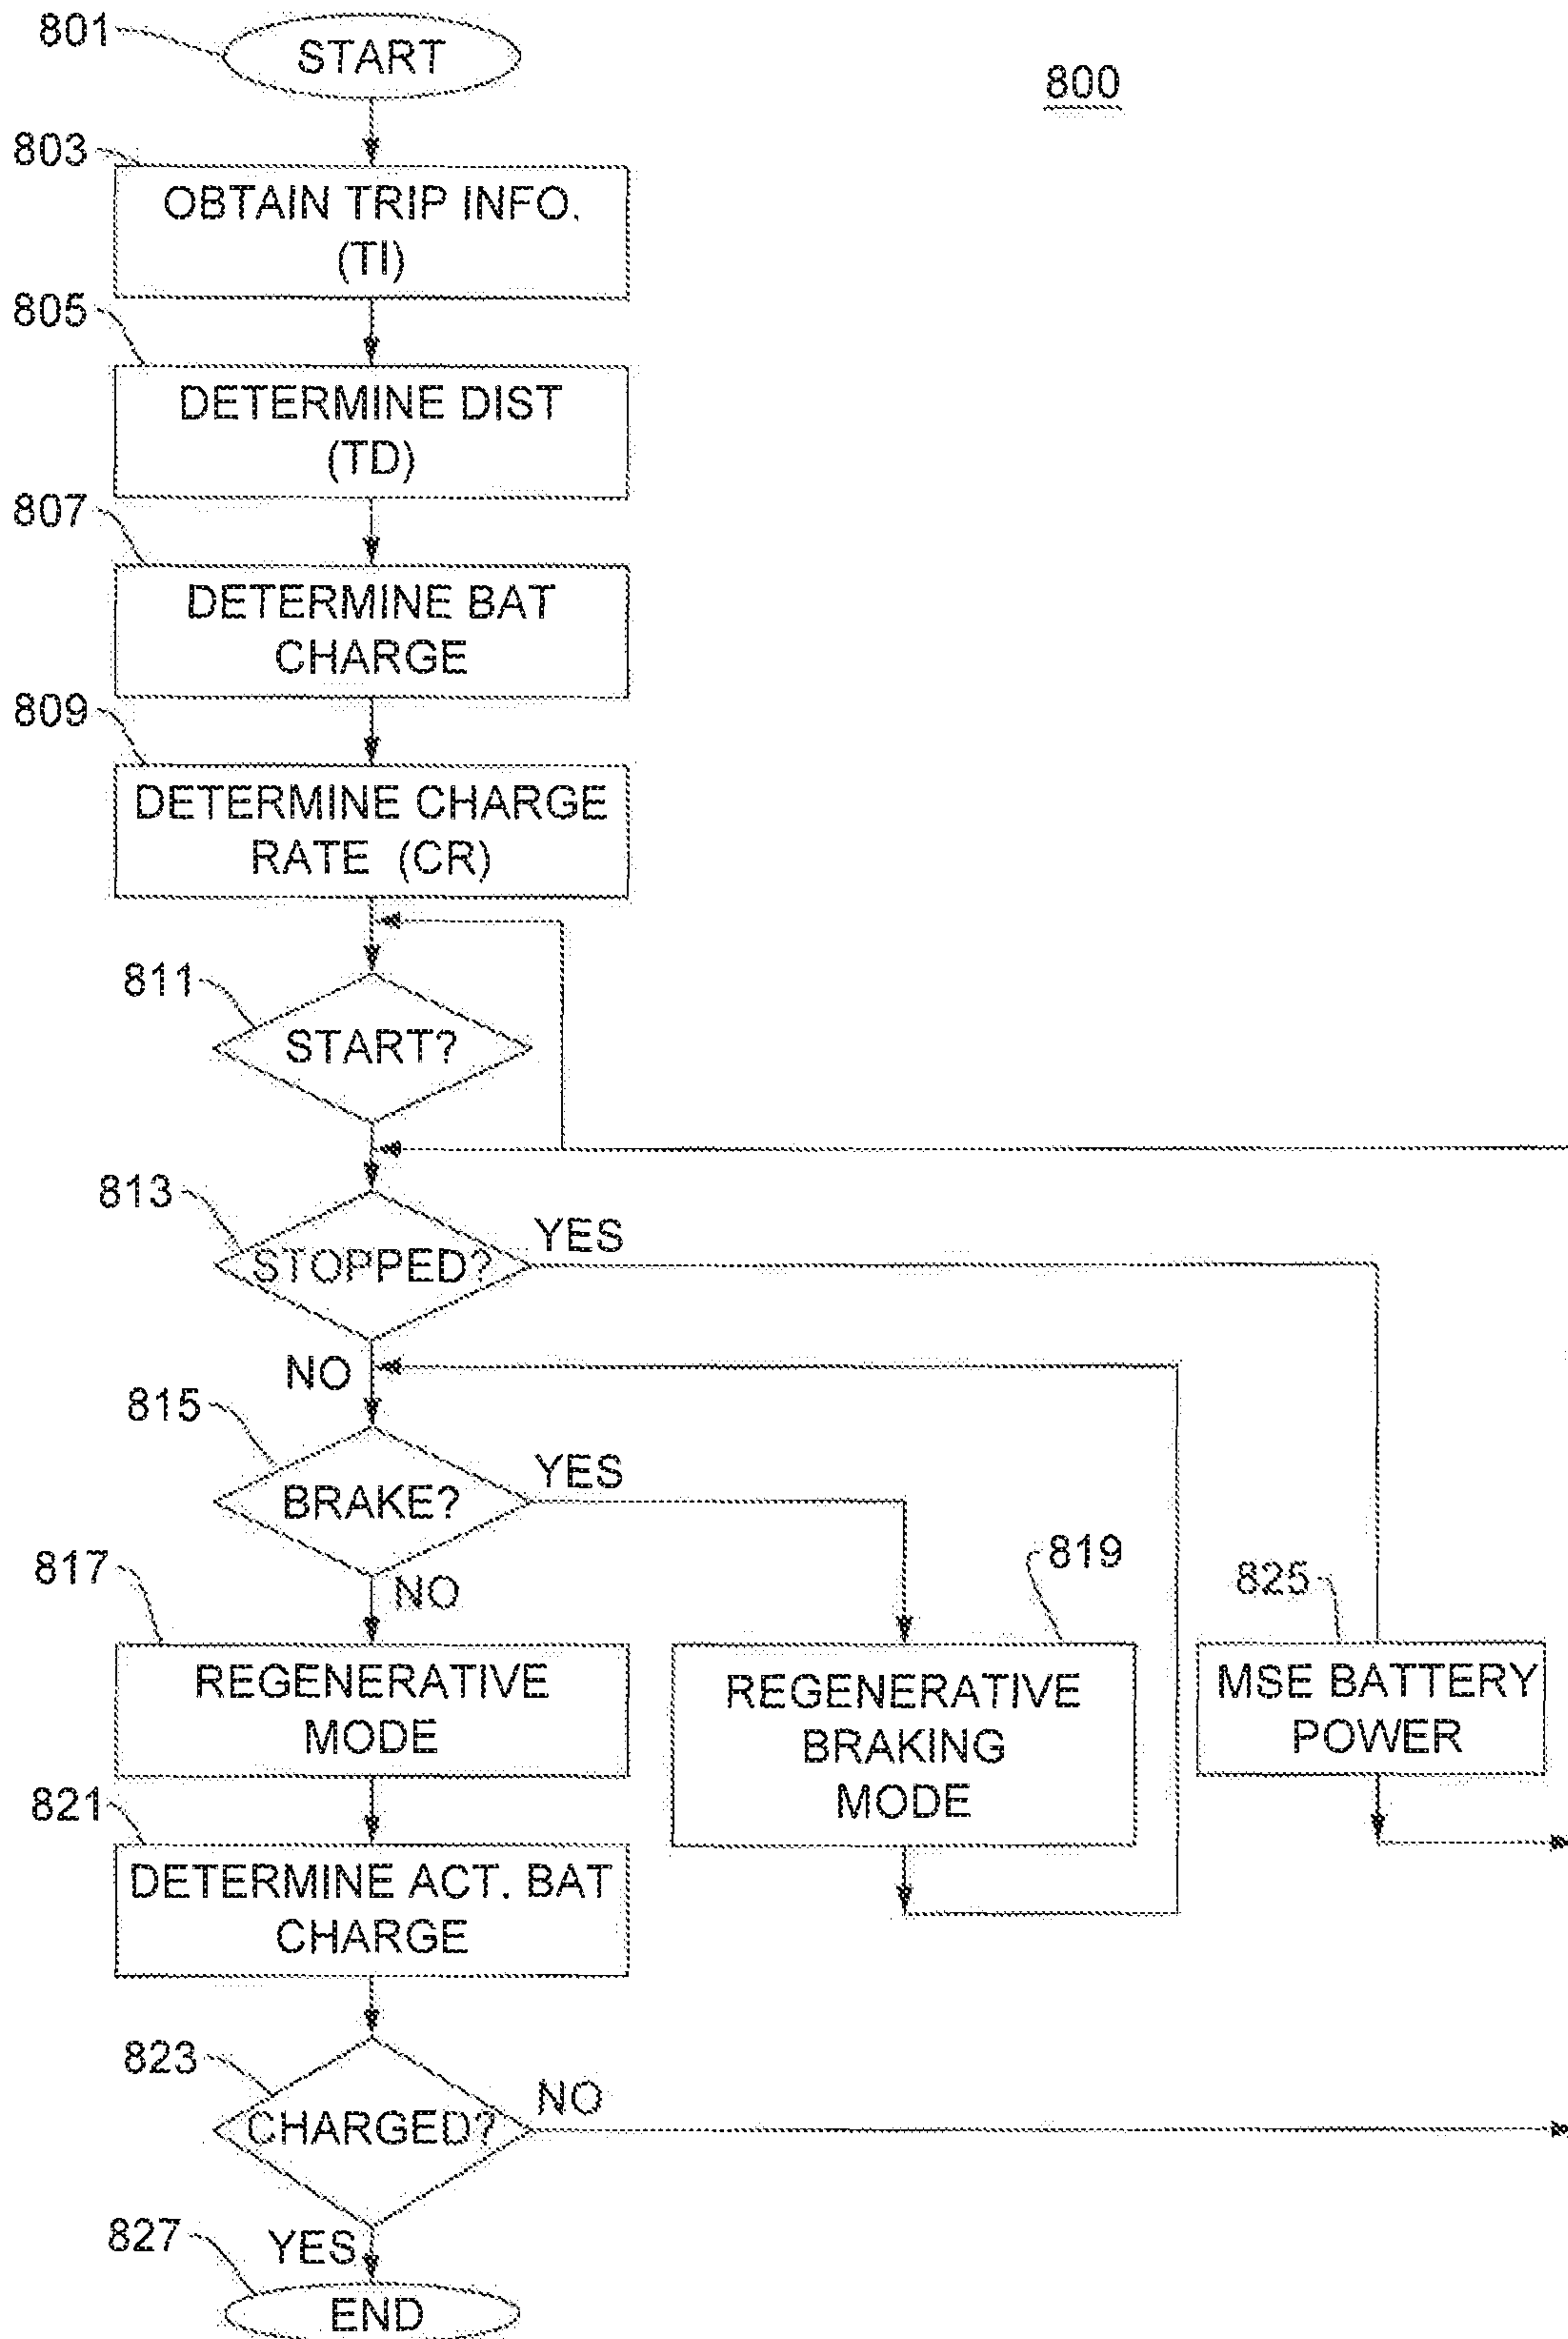 801
START
800
803
OBTAIN TRIP INFO.
(TI)
805
DETERMINE DIST
(TD)
807
DETERMINE BAT
CHARGE
809
DETERMINE CHARGE
RATE (CR)
811
START?
813
STOPPED?
YES
NO
815
BRAKE?
YES
NO
817
REGENERATIVE
MODE
819
REGENERATIVE
BRAKING
MODE
825
MSE BATTERY
POWER
821
DETERMINE ACT. BAT
CHARGE
823
CHARGED?
NO
YES
827
END